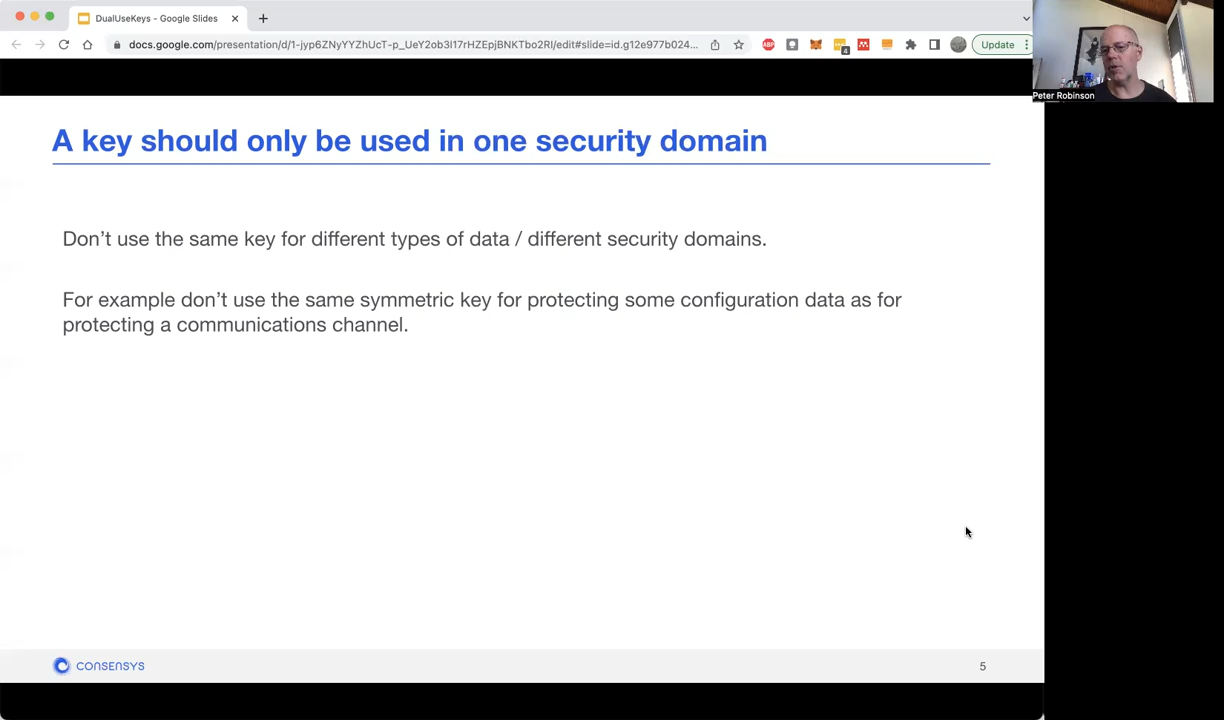 DualUseKeys - Google Slides
docs.google.com/presentation/d/1-jyp6ZNyYYZhUcT-p_UeY2ob3l17rHZEpjBNKTbo2RI/edit#slide=id.g12e977b024...
ABP
4
Update
Peter Robinson
A key should only be used in one security domain
Don’t use the same key for different types of data / different security domains.
For example don’t use the same symmetric key for protecting some configuration data as for
protecting a communications channel.
CONSENSYS
5